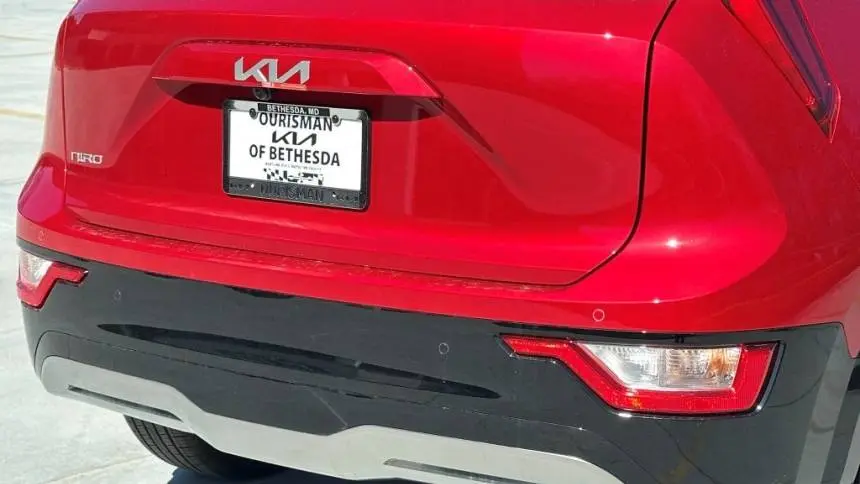 KIA
BETHESDA, MD
OURISMAN
KIA
OF BETHESDA
OURISMAN
NIRO